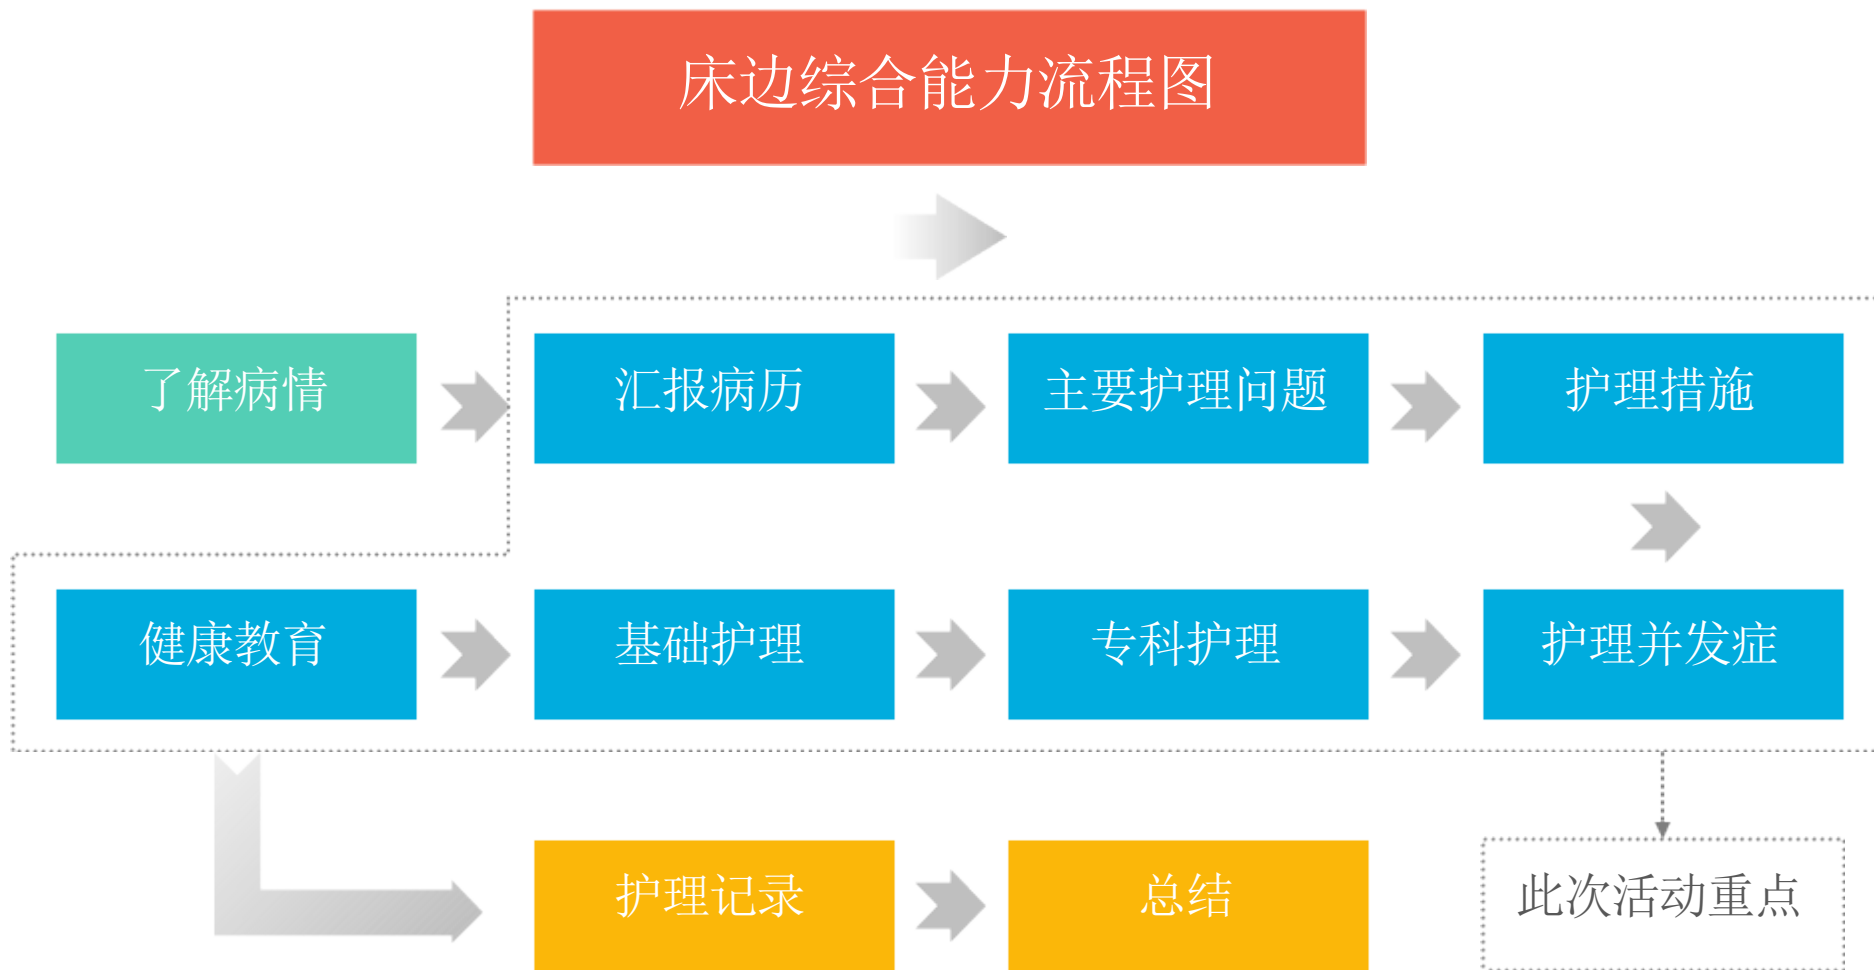 床边综合能力流程图
了解病情
汇报病历
主要护理问题
护理措施
健康教育
基础护理
专科护理
护理并发症
护理记录
总结
此次活动重点